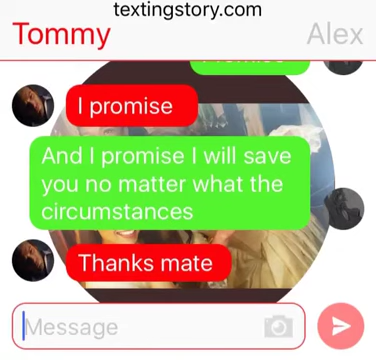 textingstory.com
Tommy Alex
I promise
And I promise I will save
you no matter what the
circumstances
Thanks mate
Message